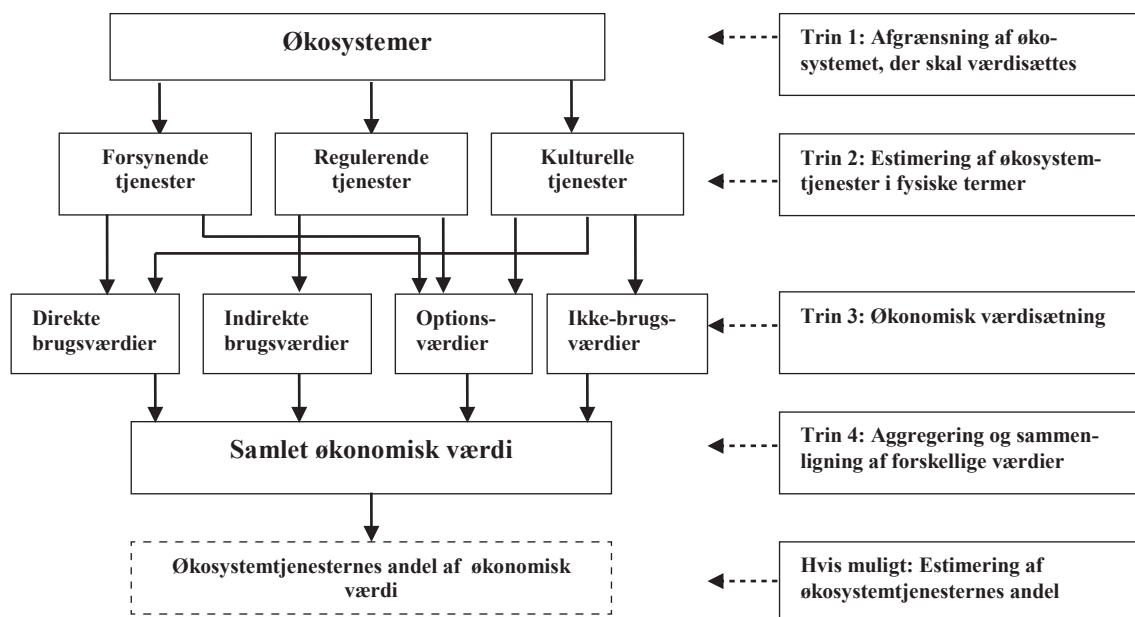 Økosystemer
Trin 1: Afgrænsning af øko-
systemet, der skal værdisættes
Forsynende
tjenester
Regulerende
tjenester
Kulturelle
tjenester
Trin 2: Estimering af økosystem-
tjenester i fysiske termer
Direkte
brugsværdier
Indirekte
brugsværdier
Options-
værdier
Ikke-brugs-
værdier
Trin 3: Økonomisk værdisætning
Samlet økonomisk værdi
Trin 4: Aggregering og sammen-
ligning af forskellige værdier
Økosystemtjenesternes andel af økonomisk
værdi
Hvis muligt: Estimering af
økosystemtjenesternes andel